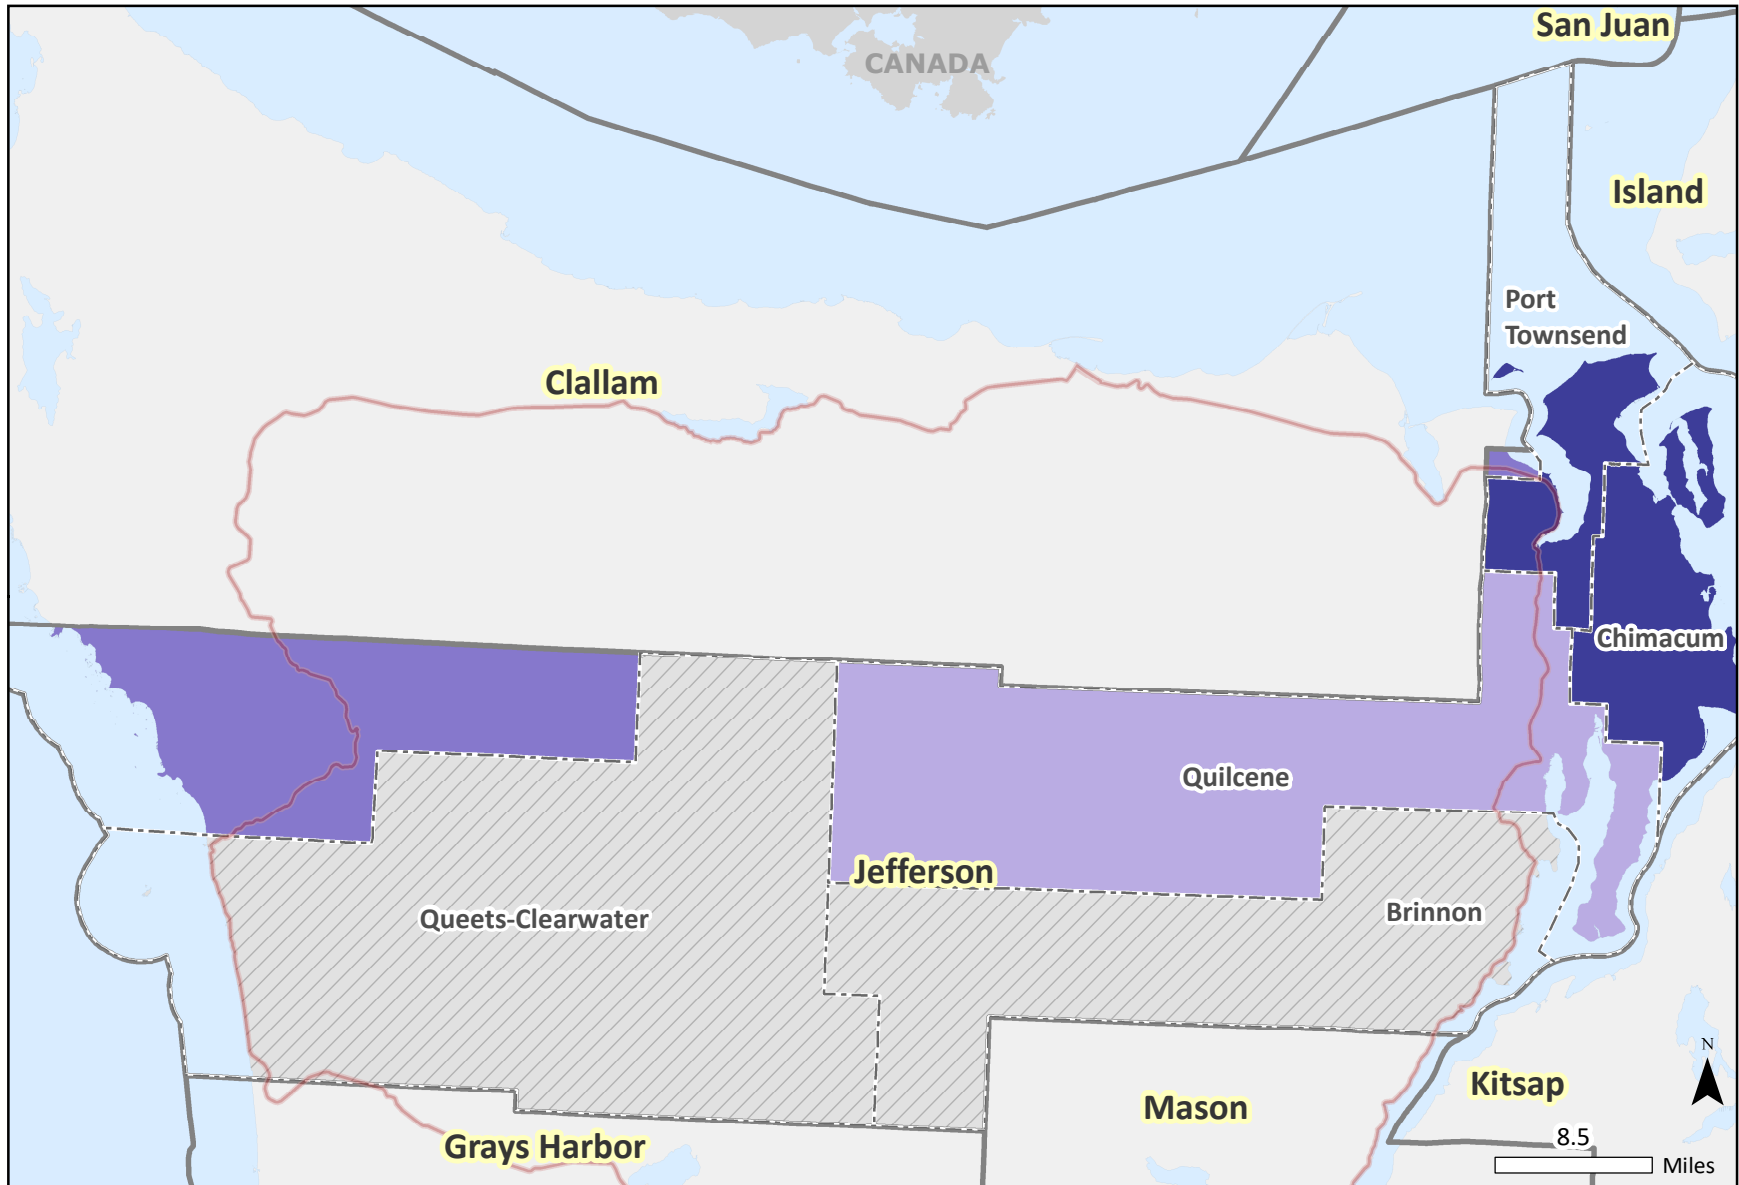 San Juan
CANADA
Island
Port
Townsend
Clallam
Chimacum
Quilcene
Jefferson
Queets-Clearwater
Brinnon
N
Kitsap
Mason
Grays Harbor
8.5
Miles